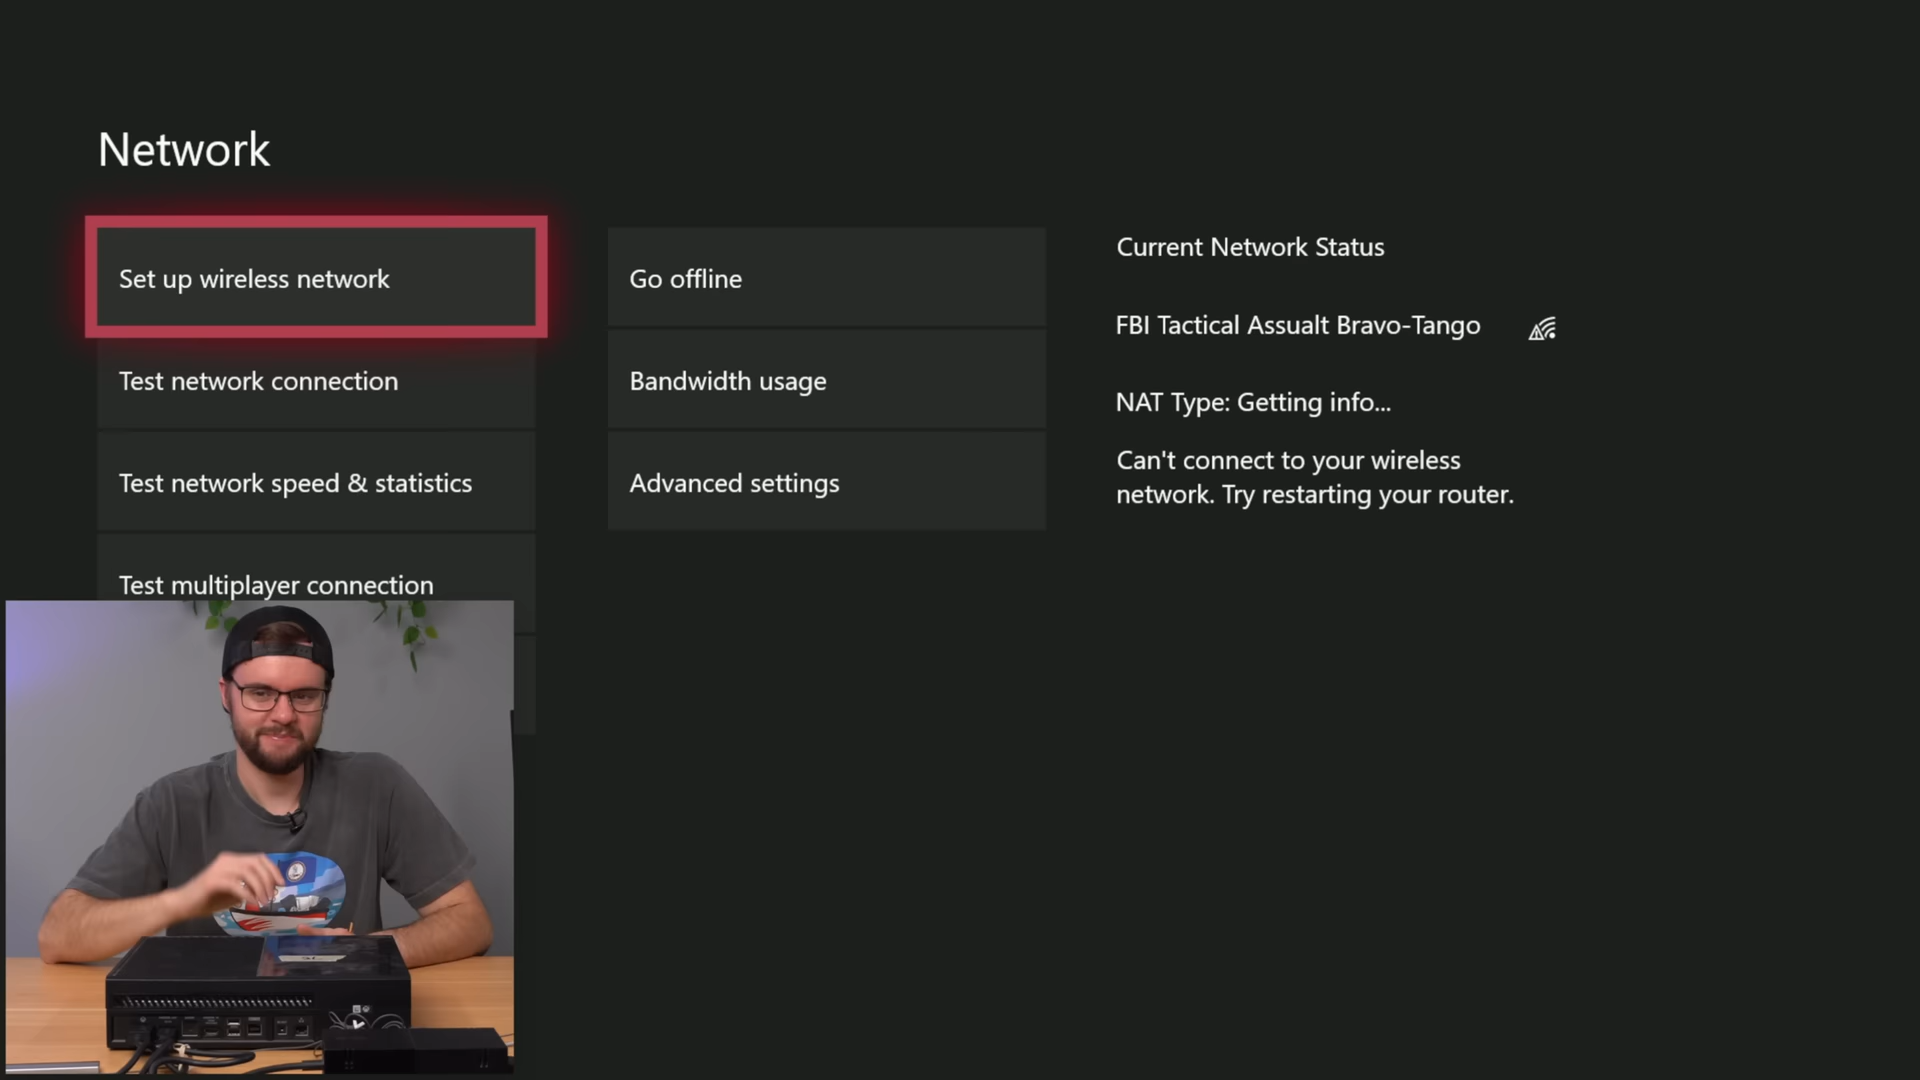 Network
Set up wireless network
Test network connection
Test network speed & statistics
Test multiplayer connection
Go offline
Bandwidth usage
Advanced settings
Current Network Status
FBI Tactical Assualt Bravo-Tango
NAT Type: Getting info...
Can't connect to your wireless
network. Try restarting your router.